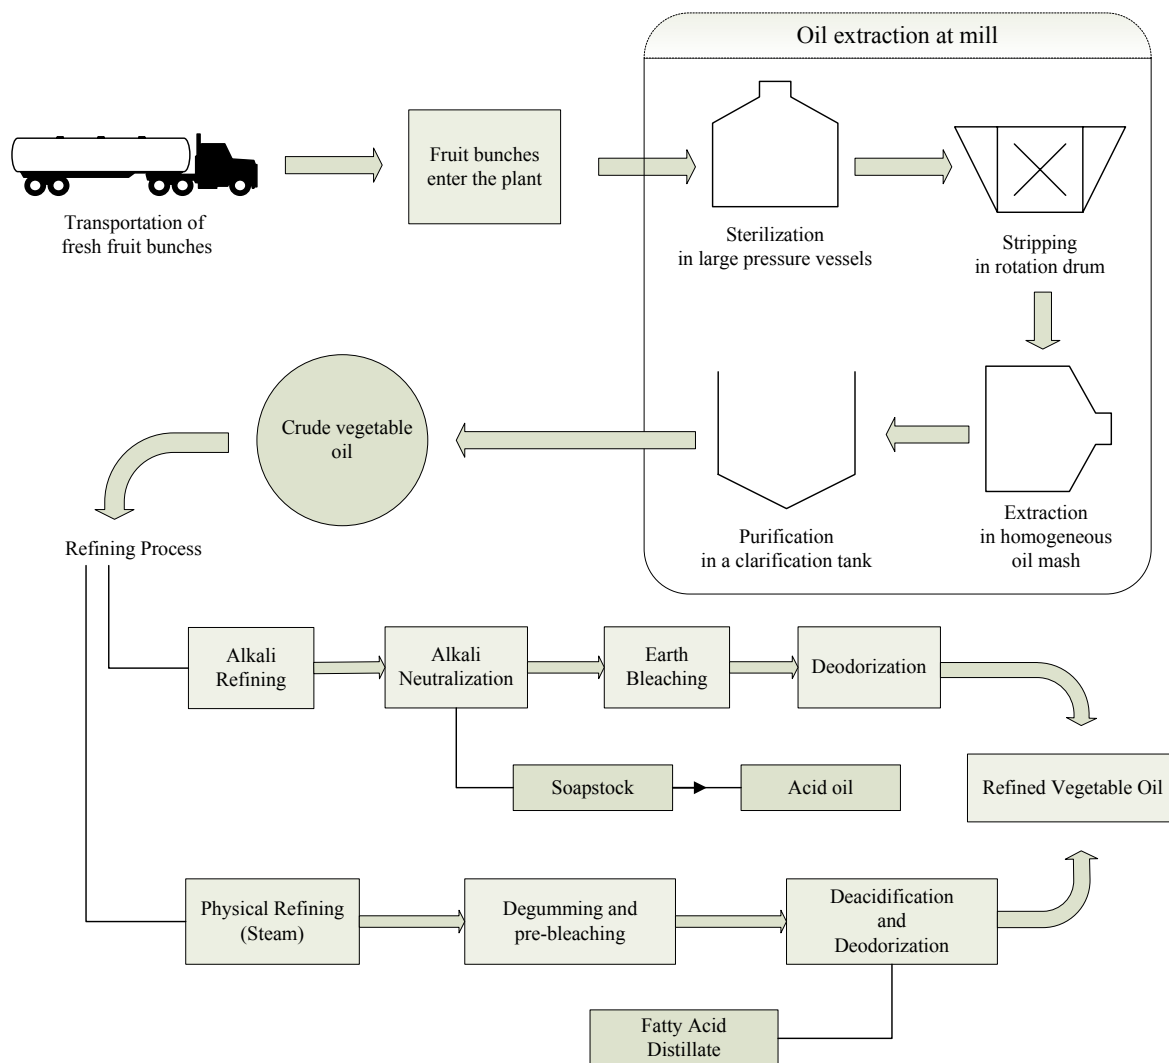 Oil extraction at mill
Transportation of
fresh fruit bunches
Fruit bunches
enter the plant
Sterilization
in large pressure vessels
Stripping
in rotation drum
Extraction
in homogeneous
oil mash
Purification
in a clarification tank
Crude vegetable
oil
Refining Process
Alkali
Refining
Alkali
Neutralization
Earth
Bleaching
Deodorization
Soapstock
Acid oil
Refined Vegetable Oil
Physical Refining
(Steam)
Degumming and
pre-bleaching
Deacidification
and
Deodorization
Fatty Acid
Distillate